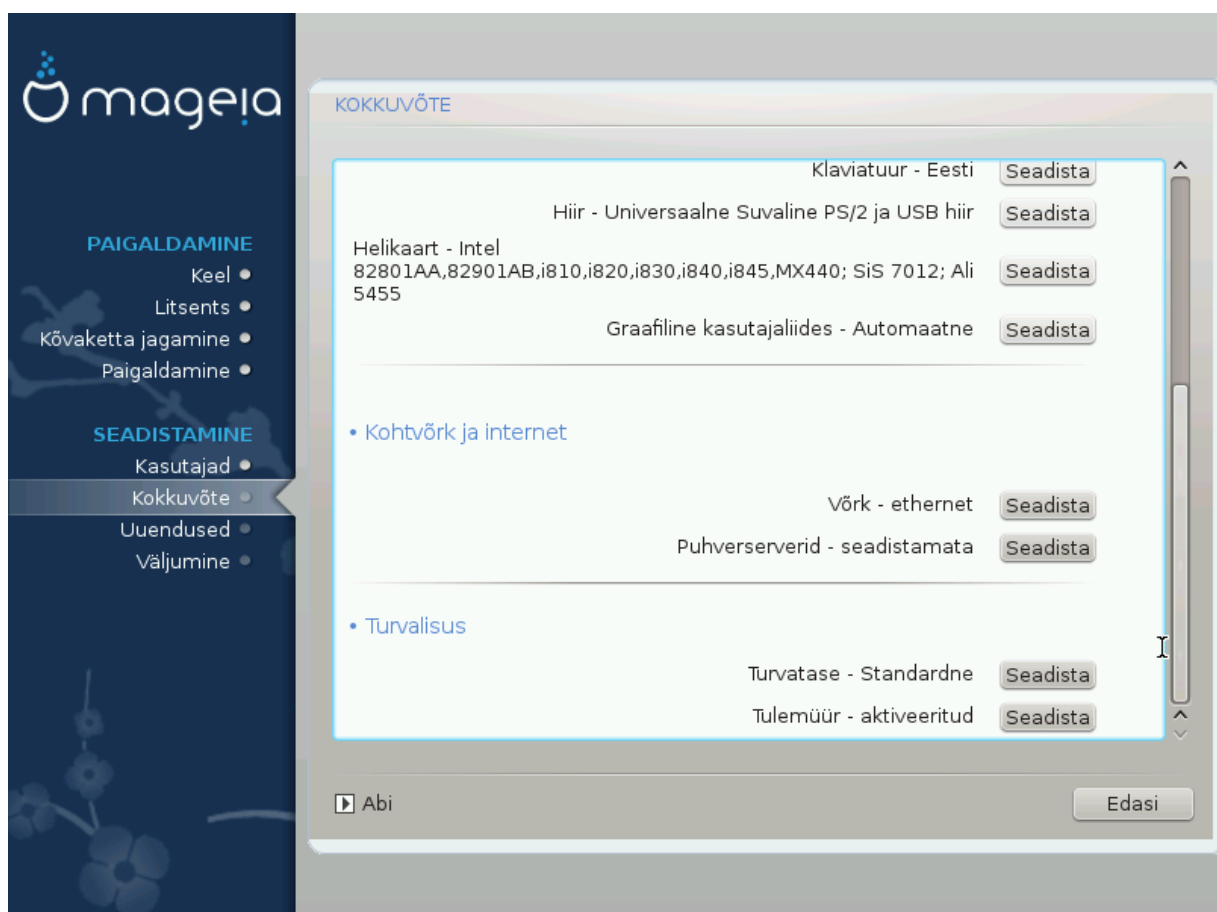 mageia
PAIGALDAMINE
Keel
Litsents
Kõvaketta jagamine
Paigaldamine
SEADISTAMINE
Kasutajad
Kokkuvõte
Uuendused
Väljumine
KOKKUVÕTE
Klaviatuur - Eesti Seadista
Hiir - Universaalne Suvaline PS/2 ja USB hiir Seadista
Helikaart - Intel
82801AA,82901AB,i810,i820,i830,i840,i845,MX440; SiS 7012; Ali Seadista
5455
Graafiline kasutajaliides - Automaatne Seadista
• Kohtvõrk ja internet
Võrk - ethernet Seadista
Puhverserverid - seadistamata Seadista
• Turvalisus
Turvatase - Standardne Seadista
Tulemüür - aktiveeritud Seadista
Abi
Edasi